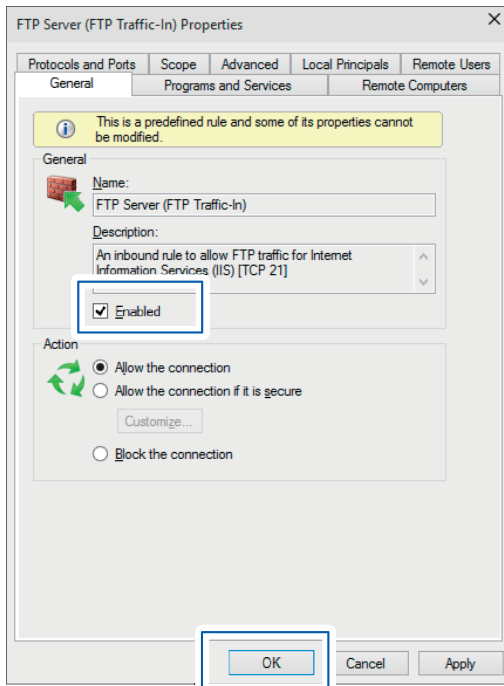 FTP Server (FTP Traffic-In) Properties
Protocols and Ports Scope Advanced Local Principals Remote Users
General Programs and Services Remote Computers
This is a predefined rule and some of its properties cannot
be modified.
General
Name:
FTP Server (FTP Traffic-In)
Description:
An inbound rule to allow FTP traffic for Internet
Information Services (IIS) [TCP 21]
Enabled
Action
Allow the connection
Allow the connection if it is secure
Customize...
Block the connection
OK Cancel Apply